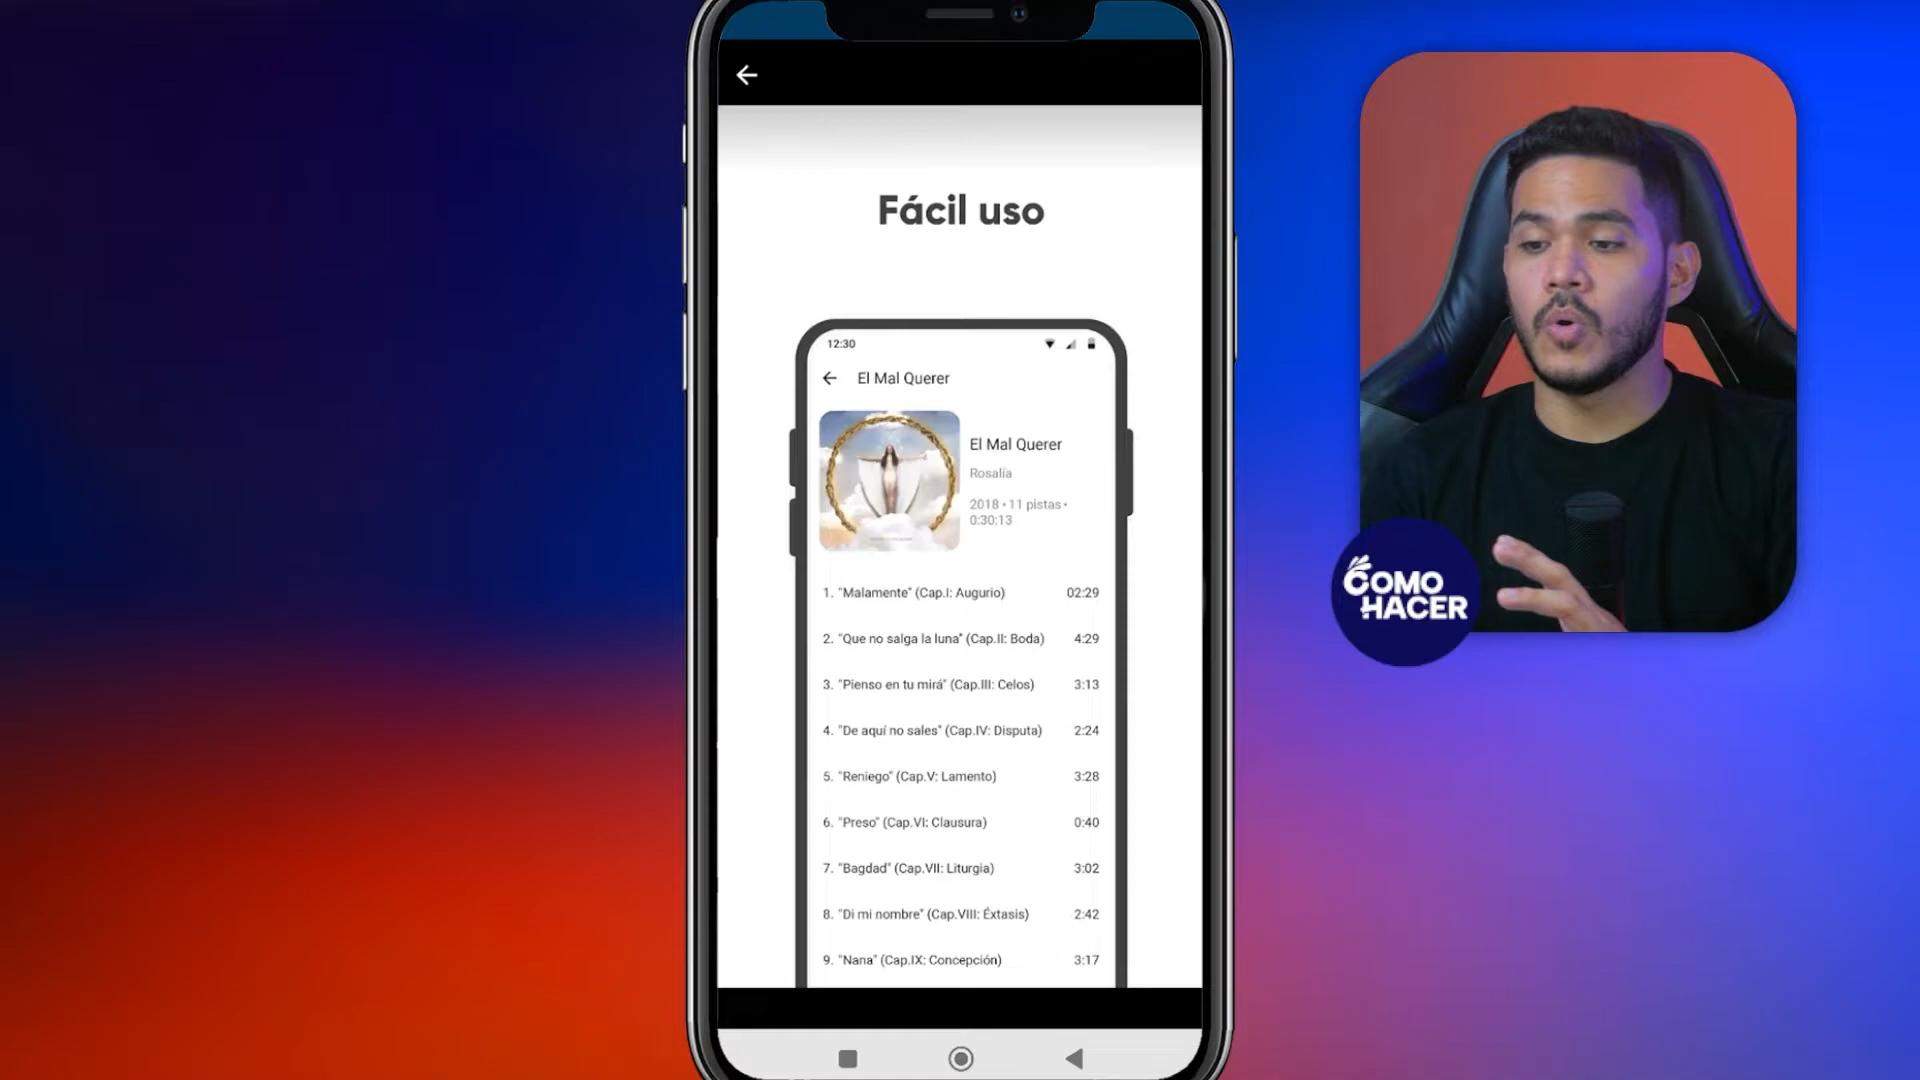 Fácil uso
12:30
El Mal Querer
El Mal Querer
Rosalía
2018 • 11 pistas •
0:30:13
1. "Malamente" (Cap.I: Augurio) 02:29
2. "Que no salga la luna" (Cap.II: Boda) 4:29
3. "Pienso en tu mirá" (Cap.III: Celos) 3:13
4. "De aquí no sales" (Cap.IV: Disputa) 2:24
5. "Reniego" (Cap.V: Lamento) 3:28
6. "Preso" (Cap.VI: Clausura) 0:40
7. "Bagdad" (Cap.VII: Liturgia) 3:02
8. "Di mi nombre" (Cap.VIII: Éxtasis) 2:42
9. "Nana" (Cap.IX: Concepción) 3:17
COMO
HACER